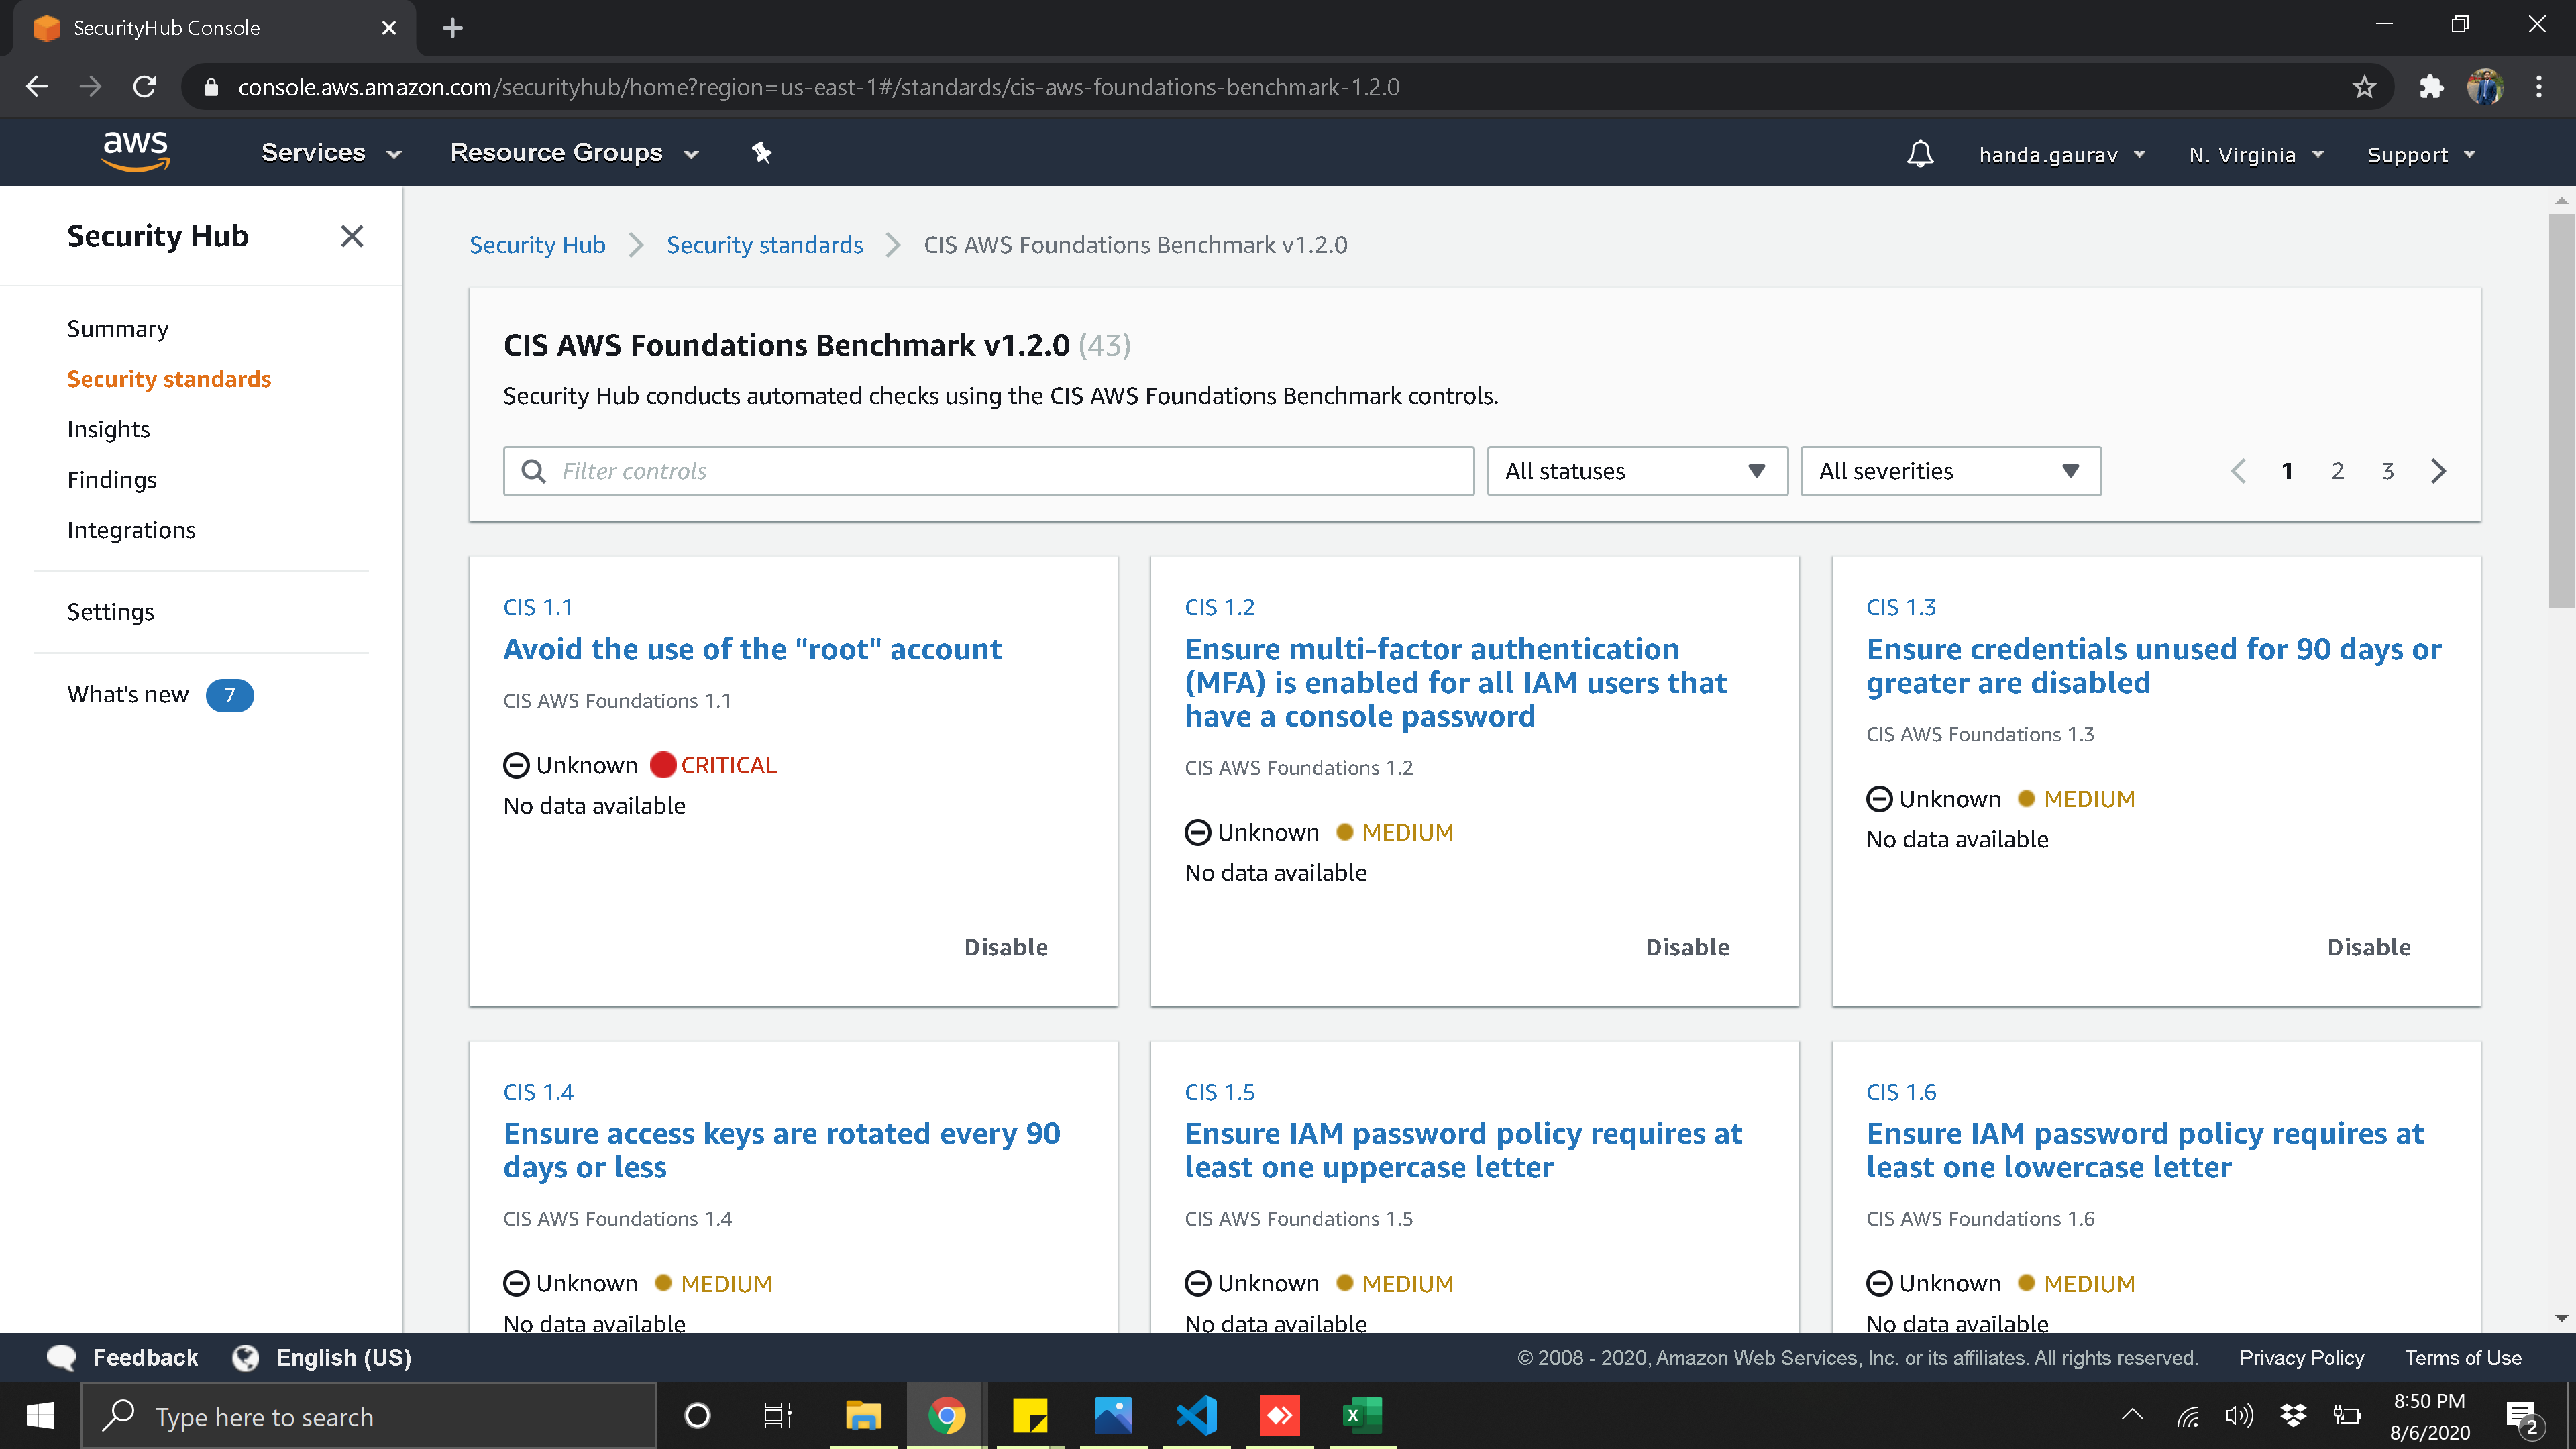 SecurityHub Console
console.aws.amazon.com/securityhub/home?region=us-east-1#/standards/cis-aws-foundations-benchmark-1.2.0
aws
Services
Resource Groups
handa.gaurav
N. Virginia
Support
Security Hub
Summary
Security standards
Insights
Findings
Integrations
Settings
What's new 7
Security Hub
Security standards
CIS AWS Foundations Benchmark v1.2.0
CIS AWS Foundations Benchmark v1.2.0 (43)
Security Hub conducts automated checks using the CIS AWS Foundations Benchmark controls.
Filter controls
All statuses
All severities
1 2 3
CIS 1.1
Avoid the use of the "root" account
CIS AWS Foundations 1.1
Unknown CRITICAL
No data available
Disable
CIS 1.2
Ensure multi-factor authentication
(MFA) is enabled for all IAM users that
have a console password
CIS AWS Foundations 1.2
Unknown MEDIUM
No data available
Disable
CIS 1.3
Ensure credentials unused for 90 days or
greater are disabled
CIS AWS Foundations 1.3
Unknown MEDIUM
No data available
Disable
CIS 1.4
Ensure access keys are rotated every 90
days or less
CIS AWS Foundations 1.4
Unknown MEDIUM
No data available
CIS 1.5
Ensure IAM password policy requires at
least one uppercase letter
CIS AWS Foundations 1.5
Unknown MEDIUM
No data available
CIS 1.6
Ensure IAM password policy requires at
least one lowercase letter
CIS AWS Foundations 1.6
Unknown MEDIUM
No data available
Feedback
English (US)
© 2008 - 2020, Amazon Web Services, Inc. or its affiliates. All rights reserved.
Privacy Policy
Terms of Use
Type here to search
8:50 PM
8/6/2020
2